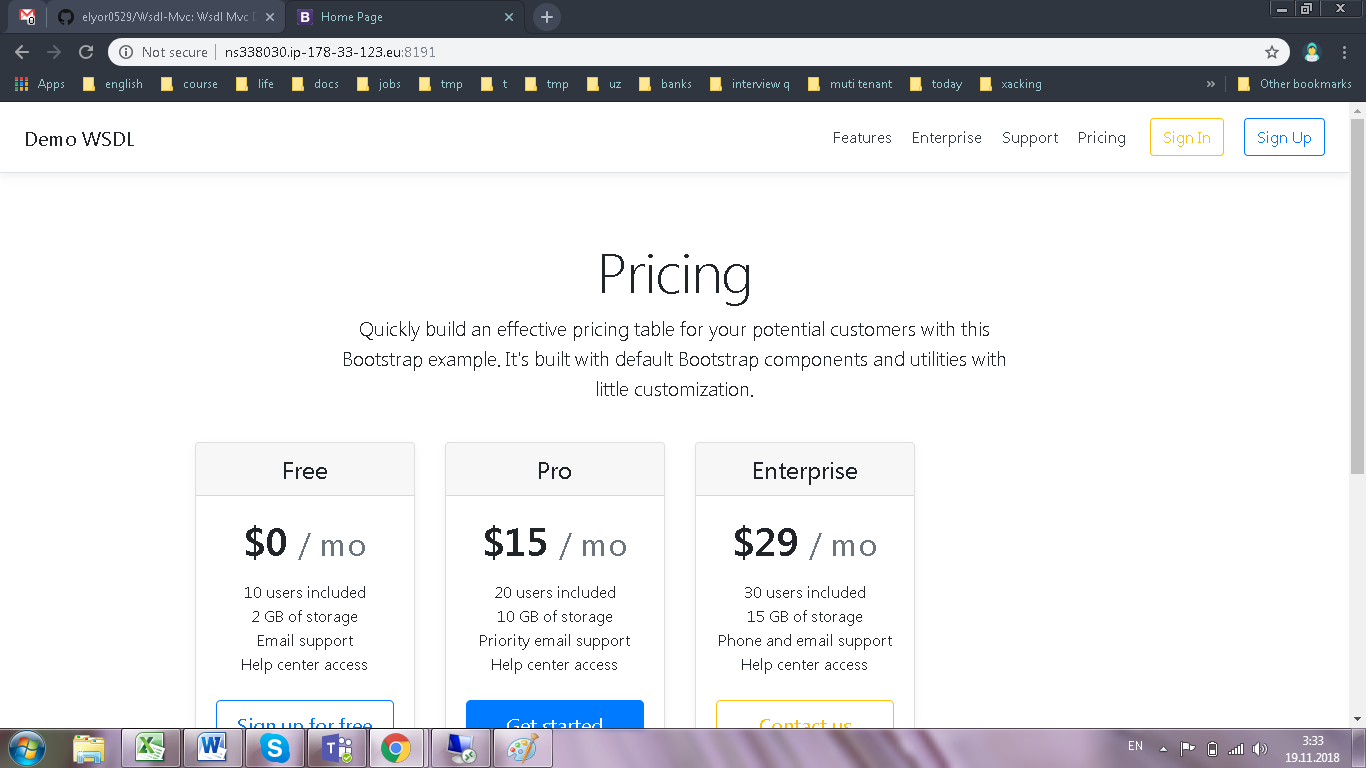 elyor0529/Wsdl-Mvc: Wsdl Mvc
Home Page
Not secure
ns338030.ip-178-33-123.eu:8191
Apps
english
course
life
docs
jobs
tmp
t
tmp
uz
banks
interview q
muti tenant
today
xacking
»
Other bookmarks
Demo WSDL
Features
Enterprise
Support
Pricing
Sign In
Sign Up
Pricing
Quickly build an effective pricing table for your potential customers with this
Bootstrap example. It's built with default Bootstrap components and utilities with
little customization.
Free
$0 / mo
10 users included
2 GB of storage
Email support
Help center access
Sign up for free
Pro
$15 / mo
20 users included
10 GB of storage
Priority email support
Help center access
Get started
Enterprise
$29 / mo
30 users included
15 GB of storage
Phone and email support
Help center access
Contact us
EN
3:33
19.11.2018